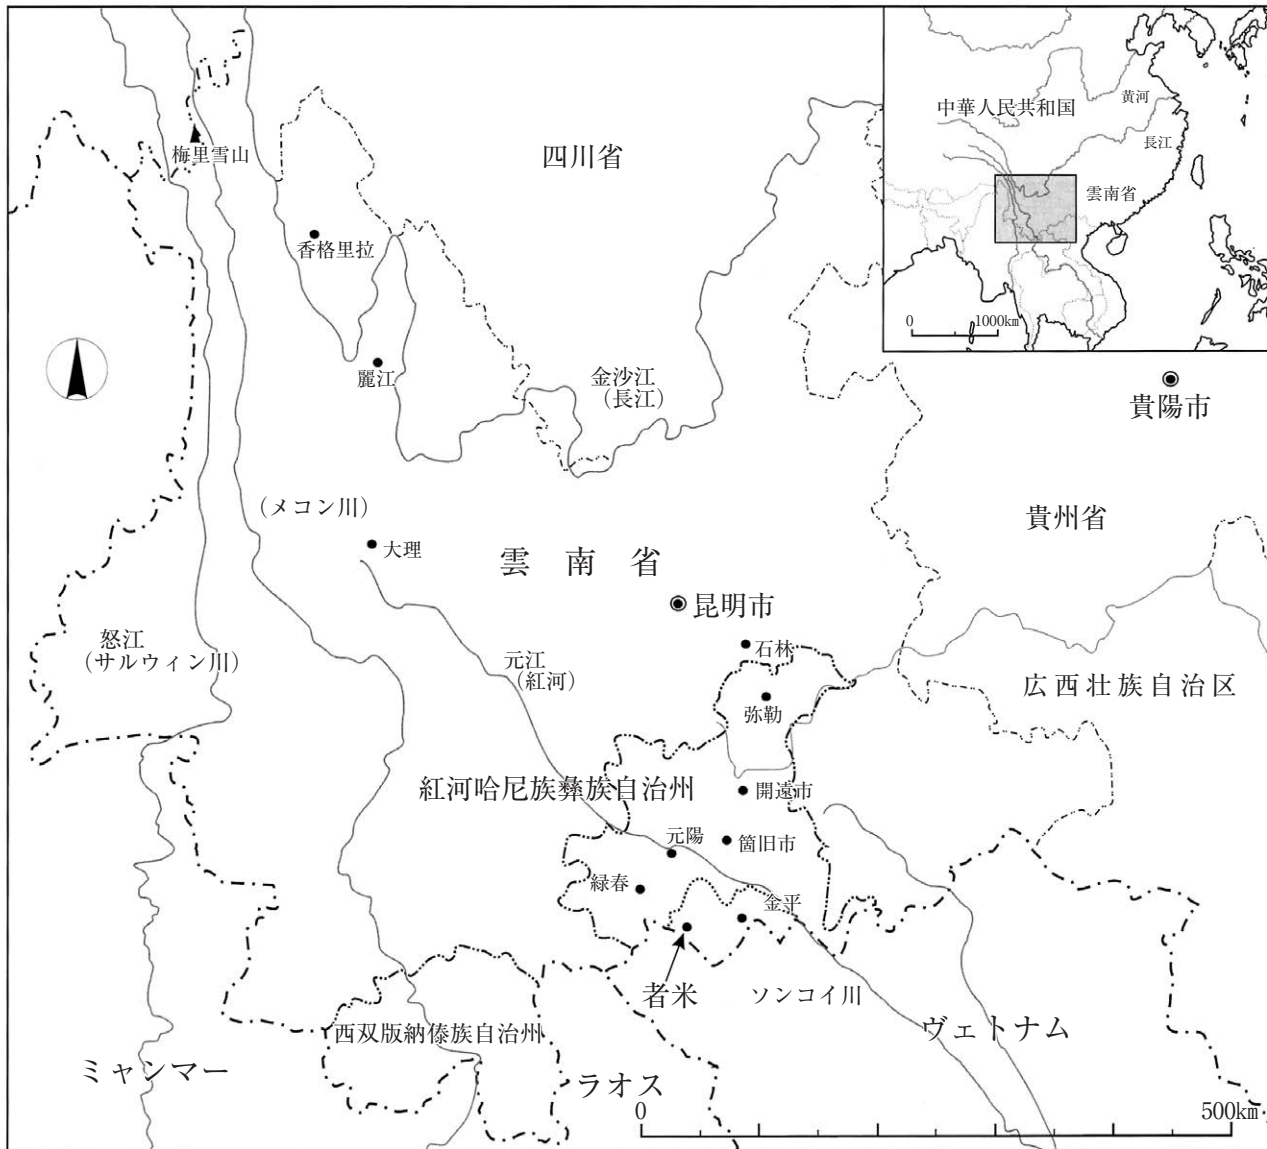 中華人民共和国
黄河
長江
雲南省
0
1000km
梅里雪山
四川省
香格里拉
麗江
金沙江
（長江）
貴陽市
（メコン川）
貴州省
大理
雲南省
昆明市
怒江
（サルウィン川）
元江
（紅河）
石林
広西壮族自治区
弥勒
紅河哈尼族彝族自治州
開遠市
元陽
箇旧市
緑春
金平
者米
ソンコイ川
ヴェトナム
西双版納傣族自治州
ミャンマー
ラオス
0
500km